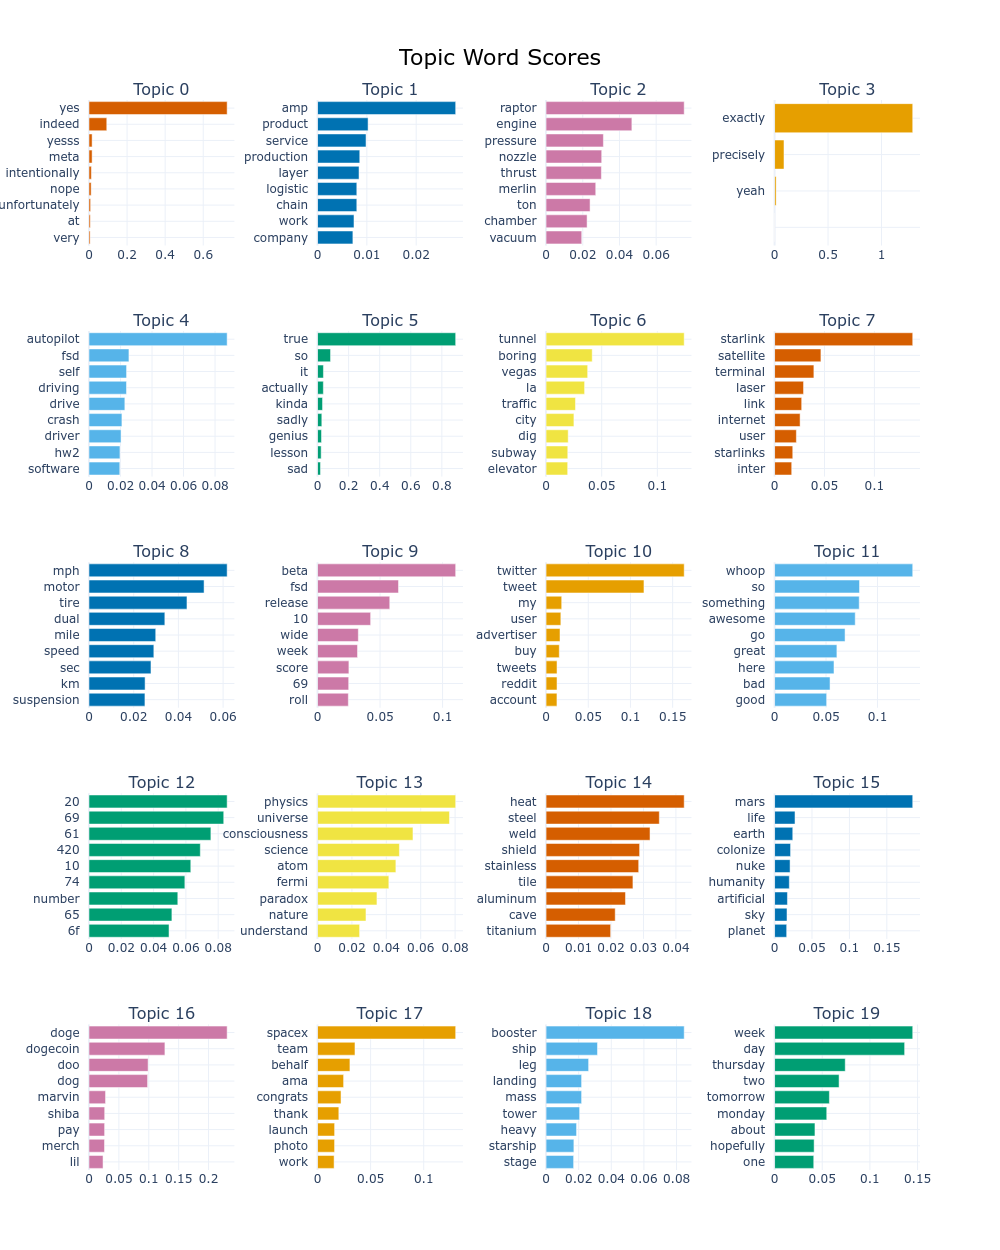 Topic Word Scores
Topic 0
yes
indeed
yesss
meta
intentionally
nope
unfortunately
at
very
0 0.2 0.4 0.6
Topic 1
amp
product
service
production
layer
logistic
chain
work
company
0 0.01 0.02
Topic 2
raptor
engine
pressure
nozzle
thrust
merlin
ton
chamber
vacuum
0 0.02 0.04 0.06
Topic 3
exactly
precisely
yeah
0 0.5 1
Topic 4
autopilot
fsd
self
driving
drive
crash
driver
hw2
software
0 0.02 0.04 0.06 0.08
Topic 5
true
so
it
actually
kinda
sadly
genius
lesson
sad
0 0.2 0.4 0.6 0.8
Topic 6
tunnel
boring
vegas
la
traffic
city
dig
subway
elevator
0 0.05 0.1
Topic 7
starlink
satellite
terminal
laser
link
internet
user
starlinks
inter
0 0.05 0.1
Topic 8
mph
motor
tire
dual
mile
speed
sec
km
suspension
0 0.02 0.04 0.06
Topic 9
beta
fsd
release
10
wide
week
score
69
roll
0 0.05 0.1
Topic 10
twitter
tweet
my
user
advertiser
buy
tweets
reddit
account
0 0.05 0.1 0.15
Topic 11
whoop
so
something
awesome
go
great
here
bad
good
0 0.05 0.1
Topic 12
20
69
61
420
10
74
number
65
6f
0 0.02 0.04 0.06 0.08
Topic 13
physics
universe
consciousness
science
atom
fermi
paradox
nature
understand
0 0.02 0.04 0.06 0.08
Topic 14
heat
steel
weld
shield
stainless
tile
aluminum
cave
titanium
0 0.01 0.02 0.03 0.04
Topic 15
mars
life
earth
colonize
nuke
humanity
artificial
sky
planet
0 0.05 0.1 0.15
Topic 16
doge
dogecoin
doo
dog
marvin
shiba
pay
merch
lil
0 0.05 0.1 0.15 0.2
Topic 17
spacex
team
behalf
ama
congrats
thank
launch
photo
work
0 0.05 0.1
Topic 18
booster
ship
leg
landing
mass
tower
heavy
starship
stage
0 0.02 0.04 0.06 0.08
Topic 19
week
day
thursday
two
tomorrow
monday
about
hopefully
one
0 0.05 0.1 0.15